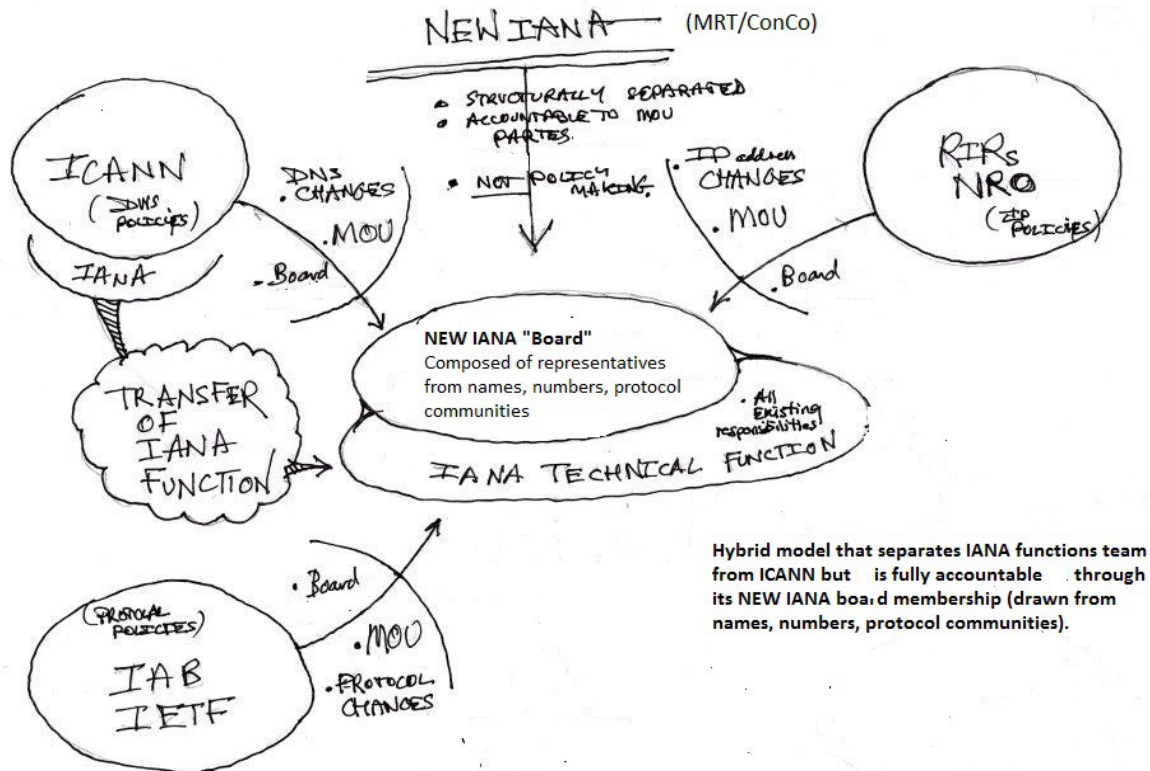 NEW IANA
(MRT/ConCo)
• STRUCTURALLY SEPARATED
• ACCOUNTABLE TO MOU
PARTES.
• NOT POLICY
MAKING.
ICANN
(DNS
POLICIES)
IANA
DNS
• CHANGES
• MOU
• Board
• IP address
CHANGES
• MOU
• Board
RIRs
NRO
(IP
POLICIES)
NEW IANA "Board"
Composed of representatives
from names, numbers, protocol
communities
• All
Existing
responsibilities
IANA TECHNICAL FUNCTION
TRANSFER
OF
IANA
FUNCTION
Hybrid model that separates IANA functions team
from ICANN but is fully accountable through
its NEW IANA board membership (drawn from
names, numbers, protocol communities).
• Board
• MOU
• PROTOCOL
CHANGES
(PROTOCAL
POLICIES)
IAB
IETF